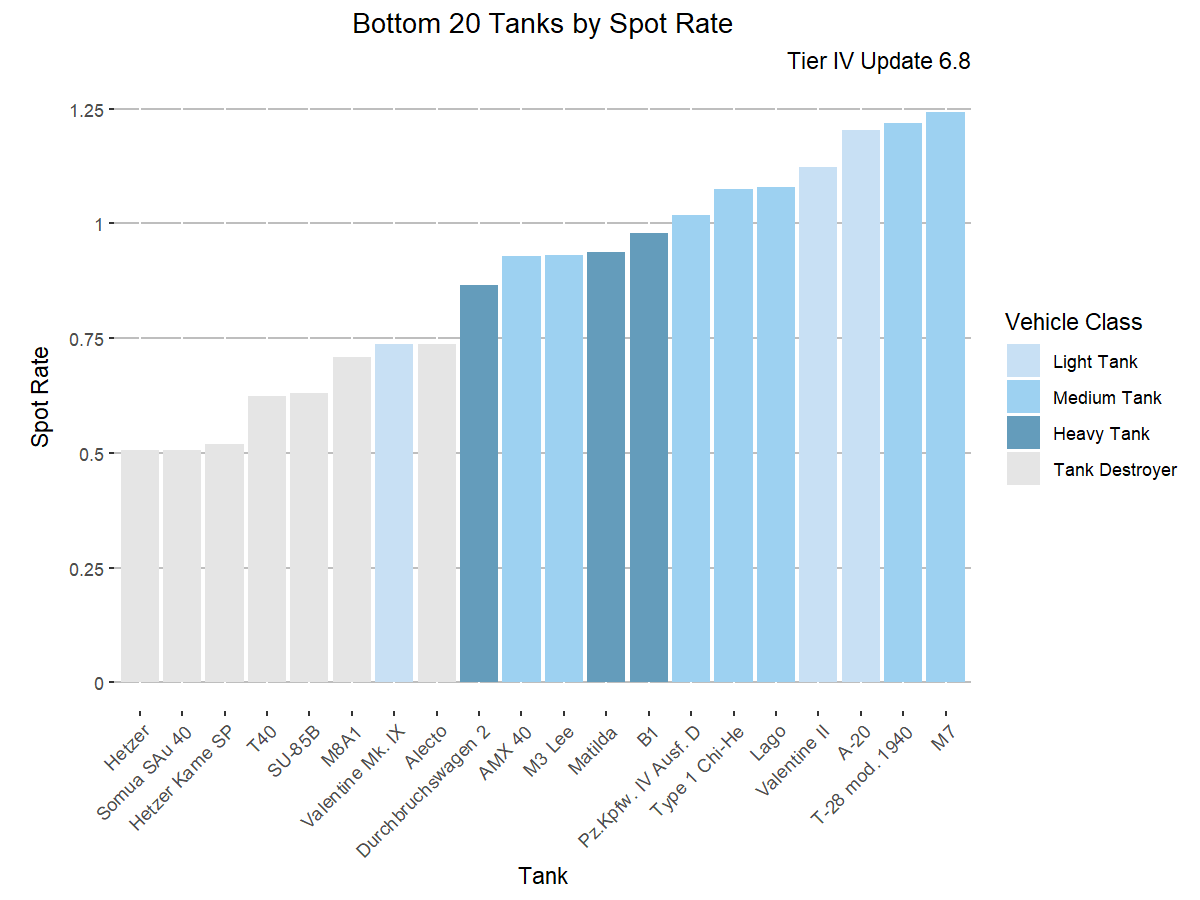 Bottom 20 Tanks by Spot Rate
Tier IV Update 6.8
1.25
1
0.75
0.5
0.25
0
Spot Rate
Hetzer
Somua SAu 40
Hetzer Kame SP
T40
SU-85B
M8A1
Valentine Mk. IX
Alecto
Durchbruchswagen 2
AMX 40
M3 Lee
Matilda
B1
Pz.Kpfw. IV Ausf. D
Type 1 Chi-He
Lago
Valentine II
A-20
T-28 mod. 1940
M7
Tank
Vehicle Class
Light Tank
Medium Tank
Heavy Tank
Tank Destroyer